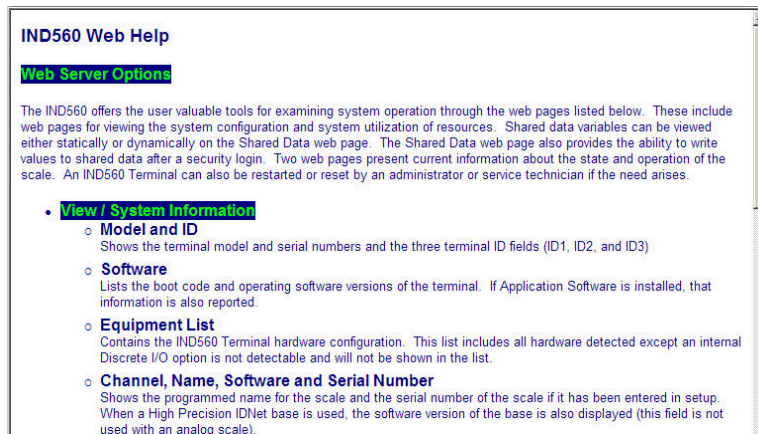 IND560 Web Help
Web Server Options
The IND560 offers the user valuable tools for examining system operation through the web pages listed below. These include
web pages for viewing the system configuration and system utilization of resources. Shared data variables can be viewed
either statically or dynamically on the Shared Data web page. The Shared Data web page also provides the ability to write
values to shared data after a security login. Two web pages present current information about the state and operation of the
scale. An IND560 Terminal can also be restarted or reset by an administrator or service technician if the need arises.
• View / System Information
o Model and ID
Shows the terminal model and serial numbers and the three terminal ID fields (ID1, ID2, and ID3)
o Software
Lists the boot code and operating software versions of the terminal. If Application Software is installed, that
information is also reported.
o Equipment List
Contains the IND560 Terminal hardware configuration. This list includes all hardware detected except an internal
Discrete I/O option is not detectable and will not be shown in the list.
o Channel, Name, Software and Serial Number
Shows the programmed name for the scale and the serial number of the scale if it has been entered in setup.
When a High Precision IDNet base is used, the software version of the base is also displayed (this field is not
used with an analog scale).